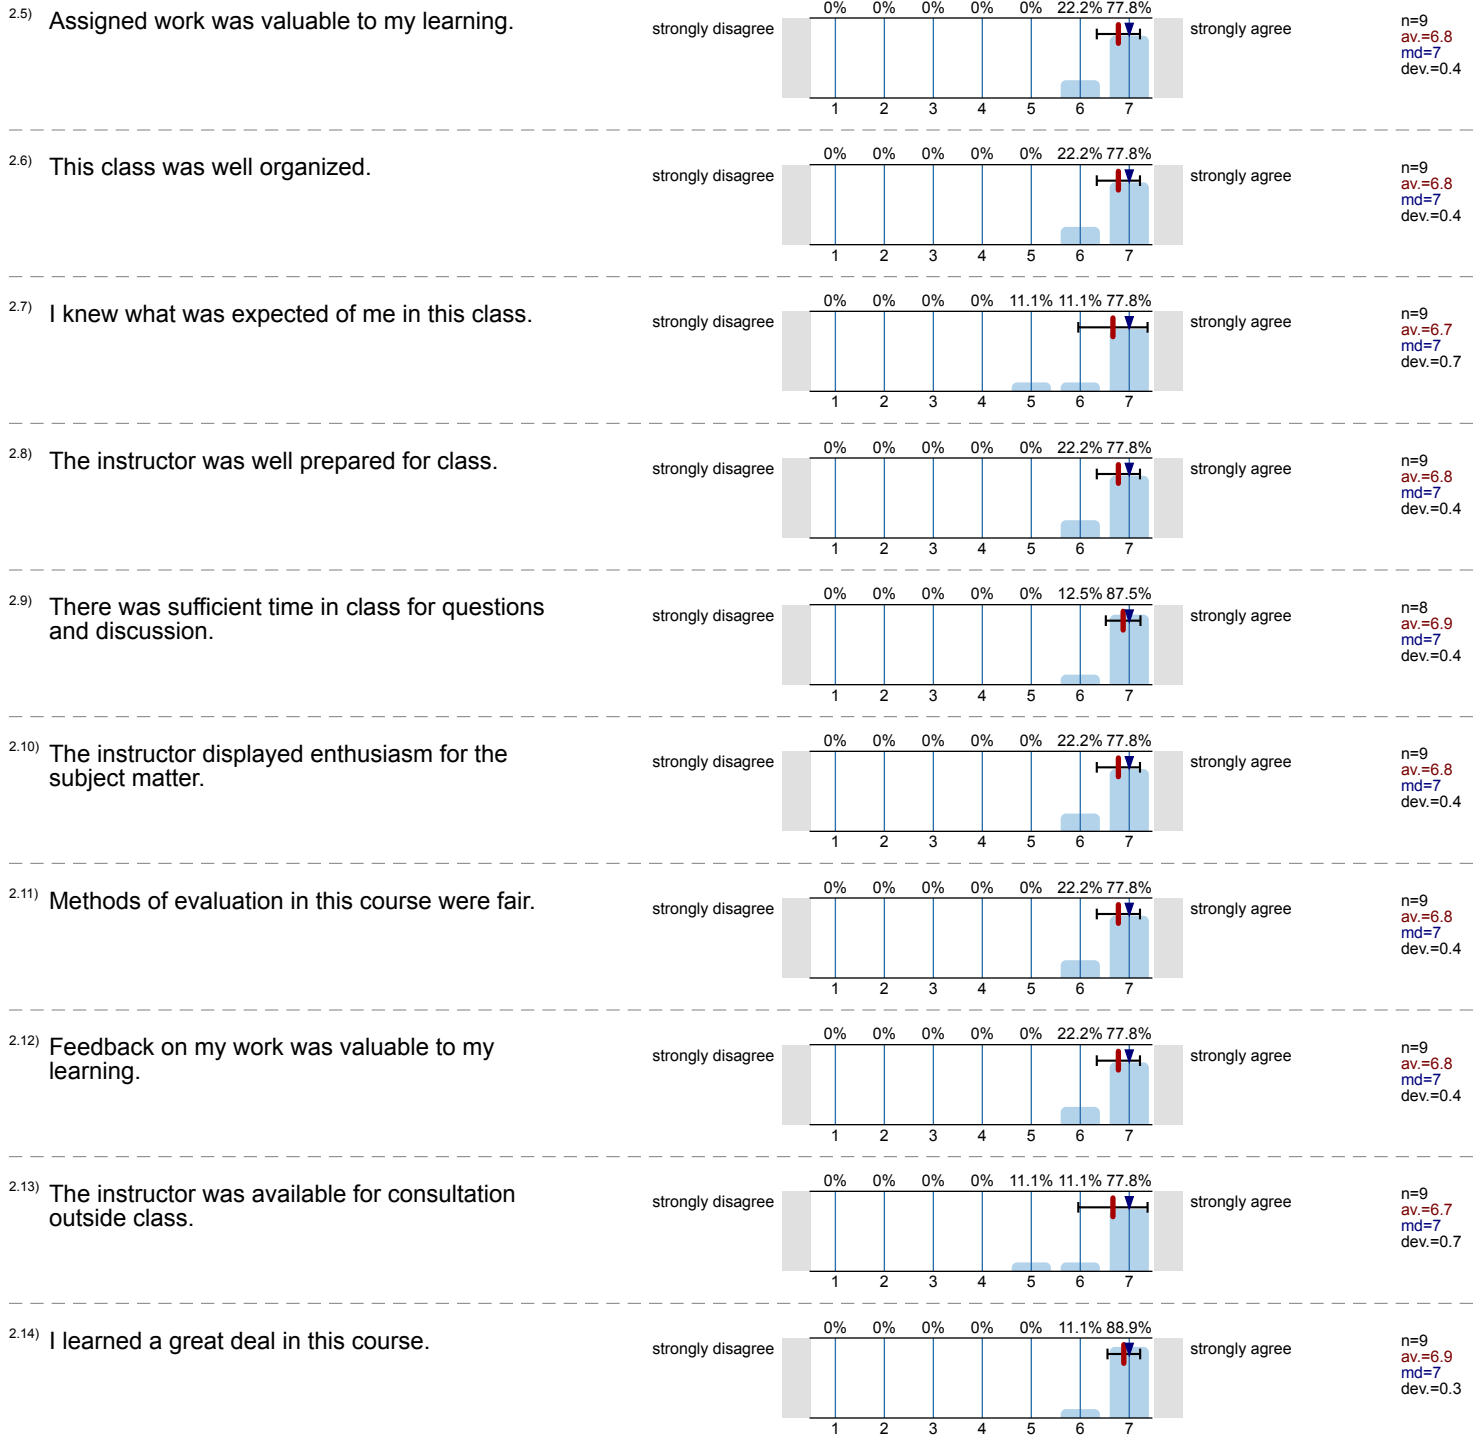 2.5) Assigned work was valuable to my learning.
0% 0% 0% 0% 0% 22.2% 77.8%
strongly disagree
strongly agree
1 2 3 4 5 6 7
n=9
av.=6.8
md=7
dev.=0.4
2.6) This class was well organized.
0% 0% 0% 0% 0% 22.2% 77.8%
strongly disagree
strongly agree
1 2 3 4 5 6 7
n=9
av.=6.8
md=7
dev.=0.4
2.7) I knew what was expected of me in this class.
0% 0% 0% 0% 11.1% 11.1% 77.8%
strongly disagree
strongly agree
1 2 3 4 5 6 7
n=9
av.=6.7
md=7
dev.=0.7
2.8) The instructor was well prepared for class.
0% 0% 0% 0% 0% 22.2% 77.8%
strongly disagree
strongly agree
1 2 3 4 5 6 7
n=9
av.=6.8
md=7
dev.=0.4
2.9) There was sufficient time in class for questions
and discussion.
0% 0% 0% 0% 0% 12.5% 87.5%
strongly disagree
strongly agree
1 2 3 4 5 6 7
n=8
av.=6.9
md=7
dev.=0.4
2.10) The instructor displayed enthusiasm for the
subject matter.
0% 0% 0% 0% 0% 22.2% 77.8%
strongly disagree
strongly agree
1 2 3 4 5 6 7
n=9
av.=6.8
md=7
dev.=0.4
2.11) Methods of evaluation in this course were fair.
0% 0% 0% 0% 0% 22.2% 77.8%
strongly disagree
strongly agree
1 2 3 4 5 6 7
n=9
av.=6.8
md=7
dev.=0.4
2.12) Feedback on my work was valuable to my
learning.
0% 0% 0% 0% 0% 22.2% 77.8%
strongly disagree
strongly agree
1 2 3 4 5 6 7
n=9
av.=6.8
md=7
dev.=0.4
2.13) The instructor was available for consultation
outside class.
0% 0% 0% 0% 11.1% 11.1% 77.8%
strongly disagree
strongly agree
1 2 3 4 5 6 7
n=9
av.=6.7
md=7
dev.=0.7
2.14) I learned a great deal in this course.
0% 0% 0% 0% 0% 11.1% 88.9%
strongly disagree
strongly agree
1 2 3 4 5 6 7
n=9
av.=6.9
md=7
dev.=0.3